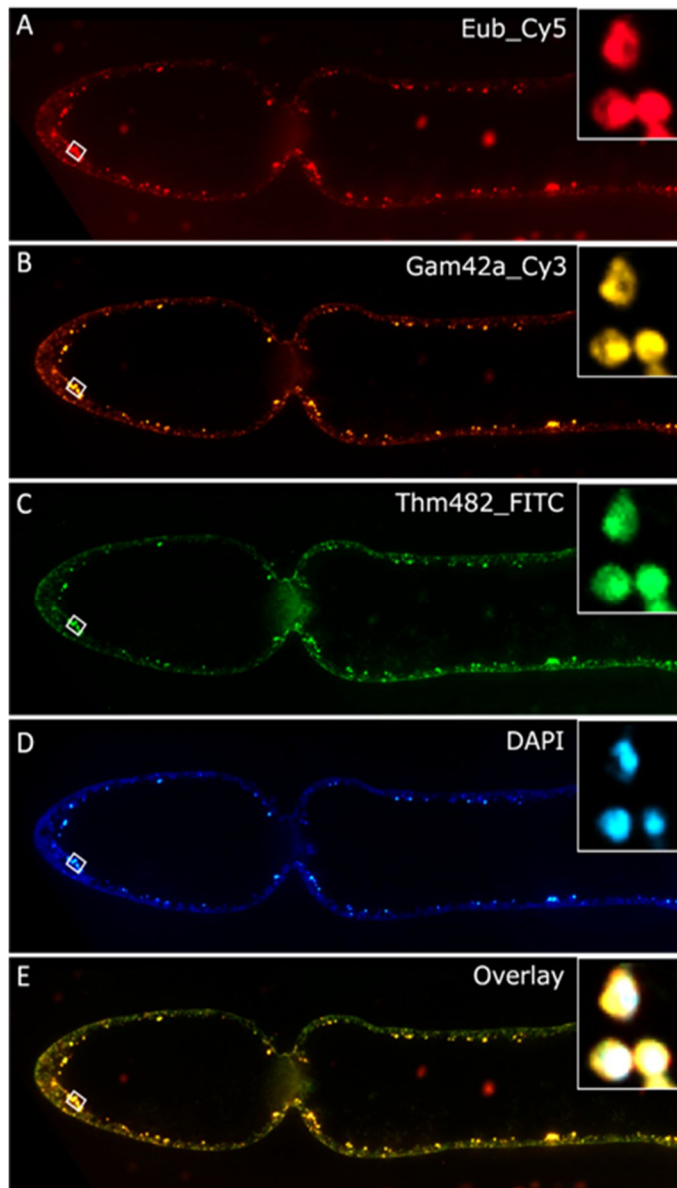 A
Eub_Cy5
B
Gam42a_Cy3
C
Thm482_FITC
D
DAPI
E
Overlay